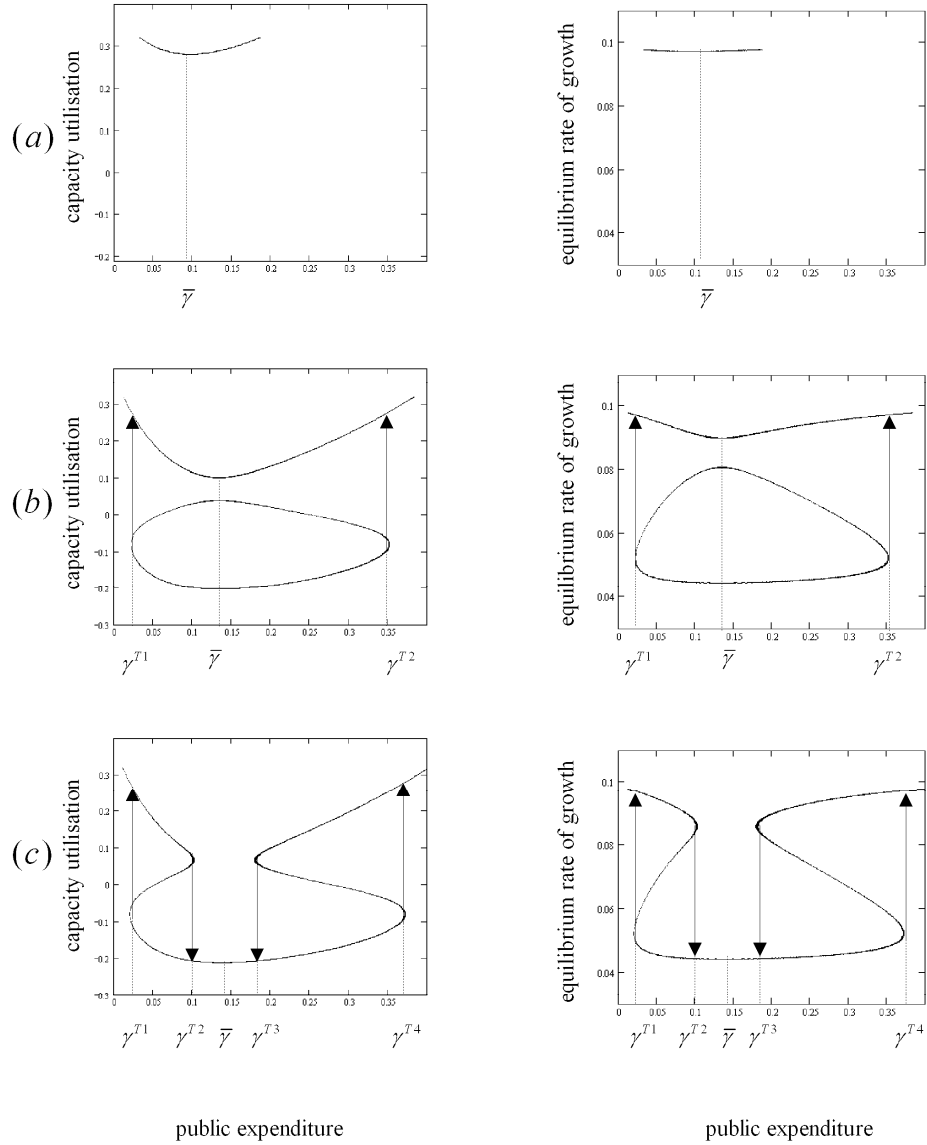 (a)
capacity utilisation
0.3
0.2
0.1
0
−0.1
−0.2
0 0.05 0.1 0.15 0.2 0.25 0.3 0.35
γ̅
equilibrium rate of growth
0.1
0.08
0.06
0.04
0 0.05 0.1 0.15 0.2 0.25 0.3 0.35
γ̅
(b)
capacity utilisation
0.3
0.2
0.1
0
−0.1
−0.2
−0.3
0 0.05 0.1 0.15 0.2 0.25 0.3 0.35
γ^T1 γ̅ γ^T2
equilibrium rate of growth
0.1
0.08
0.06
0.04
0 0.05 0.1 0.15 0.2 0.25 0.3 0.35
γ^T1 γ̅ γ^T2
(c)
capacity utilisation
0.3
0.2
0.1
0
−0.1
−0.2
−0.3
0 0.05 0.1 0.15 0.2 0.25 0.3 0.35
γ^T1 γ^T2 γ̅ γ^T3 γ^T4
equilibrium rate of growth
0.1
0.08
0.06
0.04
0 0.05 0.1 0.15 0.2 0.25 0.3 0.35
γ^T1 γ^T2 γ̅ γ^T3 γ^T4
public expenditure
public expenditure